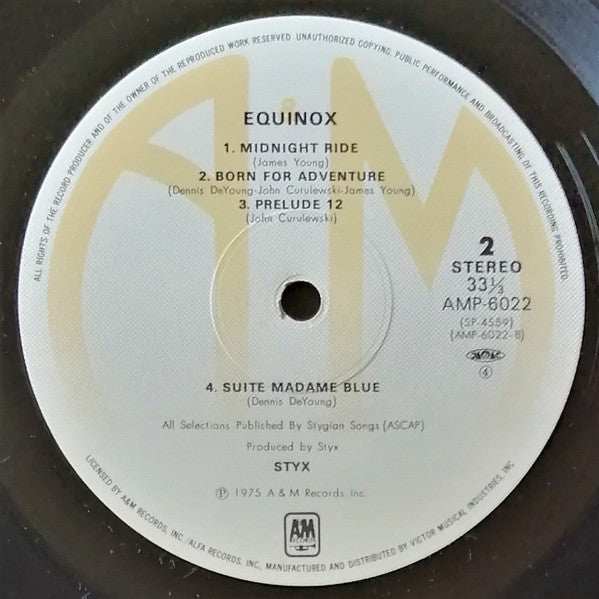 ALL RIGHTS OF THE RECORD PRODUCER AND OF THE OWNER OF THE REPRODUCED WORK RESERVED. UNAUTHORIZED COPYING, PUBLIC PERFORMANCE AND BROADCASTING OF THIS RECORDING PROHIBITED
EQUINOX
1. MIDNIGHT RIDE
(James Young)
2. BORN FOR ADVENTURE
(Dennis DeYoung-John Curulewski-James Young)
3. PRELUDE 12
(John Curulewski)
2
STEREO
33⅓
AMP-6022
(SP-4559)
(AMP-6022-B)
④
4. SUITE MADAME BLUE
(Dennis DeYoung)
All Selections Published By Stygian Songs (ASCAP)
Produced by Styx
STYX
Ⓟ 1975 A & M Records, Inc.
A&M
RECORDS
LICENSED BY A&M RECORDS, INC./ALFA RECORDS, INC., MANUFACTURED AND DISTRIBUTED BY VICTOR MUSICAL INDUSTRIES, INC.